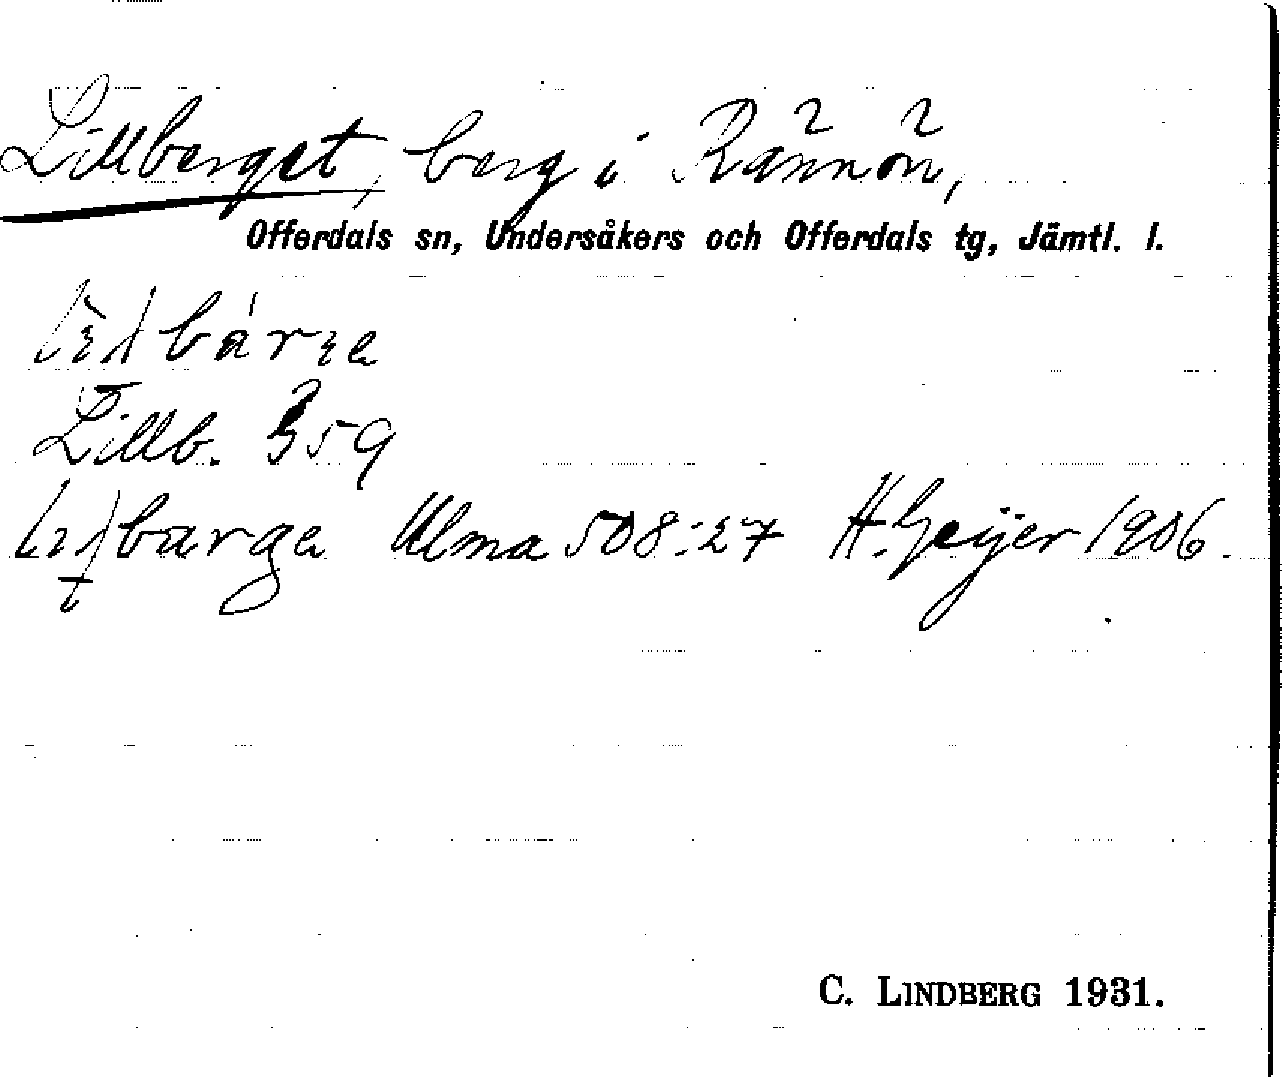 Lillberget, berg i Rännön,
Offerdals sn, Undersåkers och Offerdals tg, Jämtl. l.
Lillb. 359
Ulma 508:27 H. Geijer 1906.
C. LINDBERG 1931.